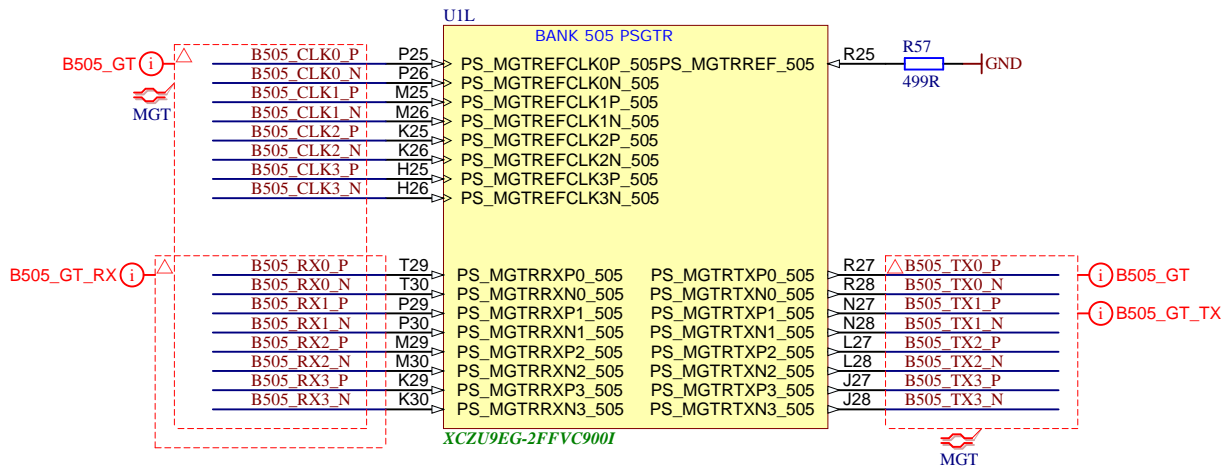 U1L
BANK 505 PSGTR
B505_GT i
MGT
B505_CLK0_P P25 PS_MGTREFCLK0P_505 PS_MGTRREF_505 R25 R57 499R GND
B505_CLK0_N P26 PS_MGTREFCLK0N_505
B505_CLK1_P M25 PS_MGTREFCLK1P_505
B505_CLK1_N M26 PS_MGTREFCLK1N_505
B505_CLK2_P K25 PS_MGTREFCLK2P_505
B505_CLK2_N K26 PS_MGTREFCLK2N_505
B505_CLK3_P H25 PS_MGTREFCLK3P_505
B505_CLK3_N H26 PS_MGTREFCLK3N_505
B505_GT_RX i
B505_RX0_P T29 PS_MGTRRXP0_505 PS_MGTRTXP0_505 R27 B505_TX0_P i B505_GT
B505_RX0_N T30 PS_MGTRRXN0_505 PS_MGTRTXN0_505 R28 B505_TX0_N
B505_RX1_P P29 PS_MGTRRXP1_505 PS_MGTRTXP1_505 N27 B505_TX1_P i B505_GT_TX
B505_RX1_N P30 PS_MGTRRXN1_505 PS_MGTRTXN1_505 N28 B505_TX1_N
B505_RX2_P M29 PS_MGTRRXP2_505 PS_MGTRTXP2_505 L27 B505_TX2_P
B505_RX2_N M30 PS_MGTRRXN2_505 PS_MGTRTXN2_505 L28 B505_TX2_N
B505_RX3_P K29 PS_MGTRRXP3_505 PS_MGTRTXP3_505 J27 B505_TX3_P
B505_RX3_N K30 PS_MGTRRXN3_505 PS_MGTRTXN3_505 J28 B505_TX3_N
XCZU9EG-2FFVC900I
MGT